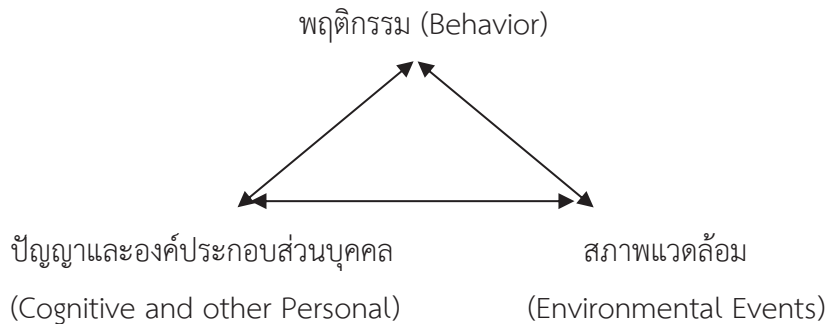 พฤติกรรม (Behavior)
ปัญญาและองค์ประกอบส่วนบุคคล สภาพแวดล้อม
(Cognitive and other Personal) (Environmental Events)